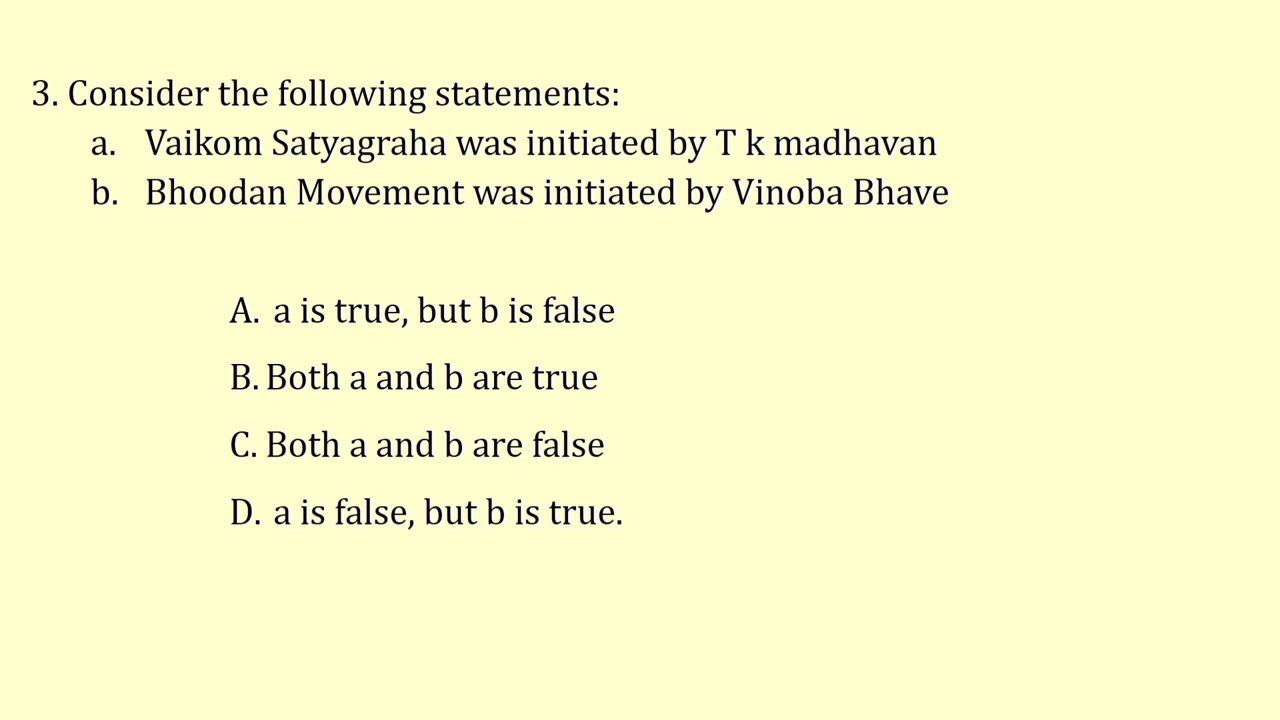 3. Consider the following statements:
a. Vaikom Satyagraha was initiated by T k madhavan
b. Bhoodan Movement was initiated by Vinoba Bhave
A. a is true, but b is false
B. Both a and b are true
C. Both a and b are false
D. a is false, but b is true.